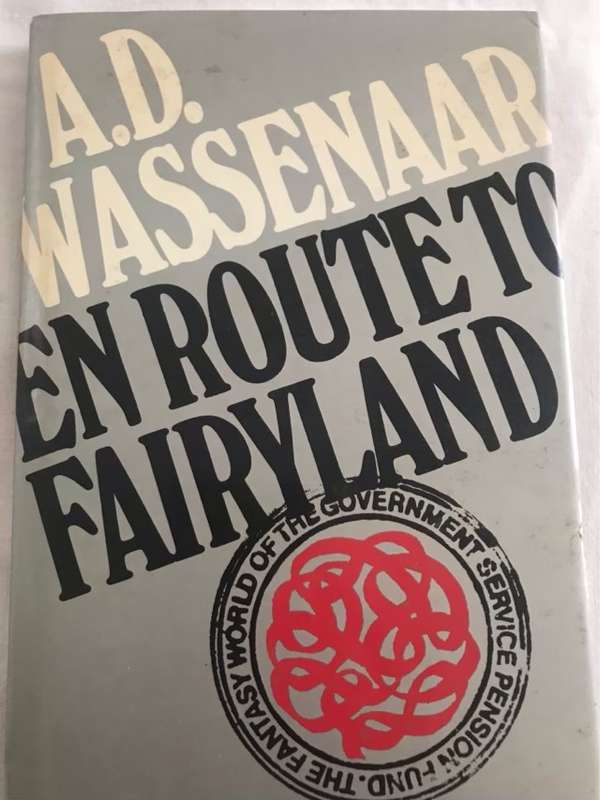 A.D.
WASSENAAR
EN ROUTE TO
FAIRYLAND
THE FANTASY WORLD OF THE GOVERNMENT SERVICE PENSION FUND.